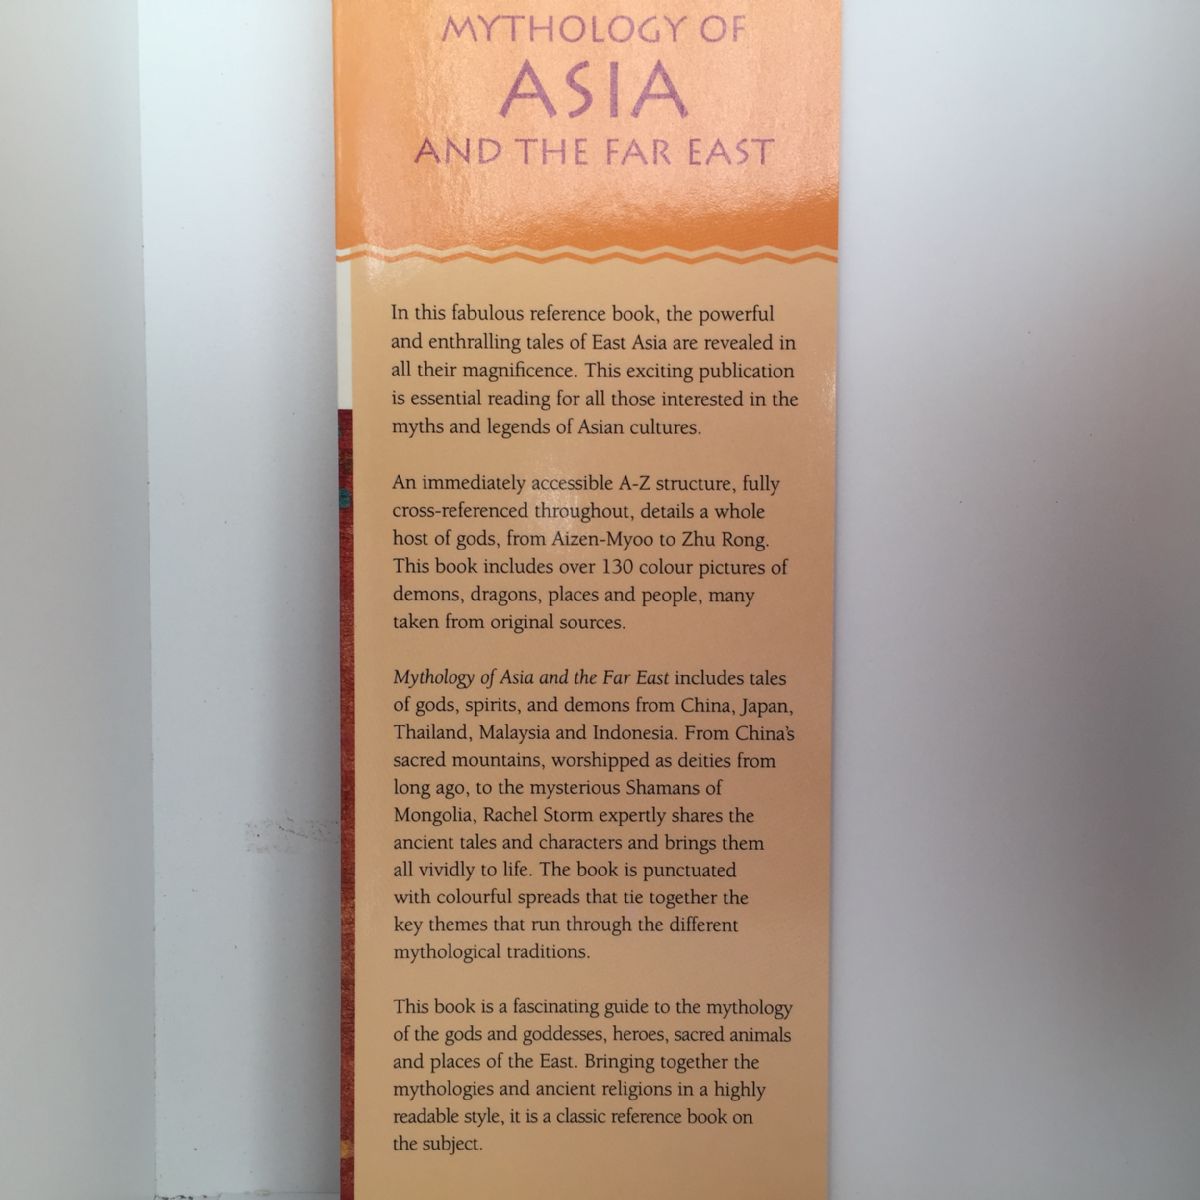 MYTHOLOGY OF
ASIA
AND THE FAR EAST
In this fabulous reference book, the powerful
and enthralling tales of East Asia are revealed in
all their magnificence. This exciting publication
is essential reading for all those interested in the
myths and legends of Asian cultures.
An immediately accessible A-Z structure, fully
cross-referenced throughout, details a whole
host of gods, from Aizen-Myoo to Zhu Rong.
This book includes over 130 colour pictures of
demons, dragons, places and people, many
taken from original sources.
Mythology of Asia and the Far East includes tales
of gods, spirits, and demons from China, Japan,
Thailand, Malaysia and Indonesia. From China's
sacred mountains, worshipped as deities from
long ago, to the mysterious Shamans of
Mongolia, Rachel Storm expertly shares the
ancient tales and characters and brings them
all vividly to life. The book is punctuated
with colourful spreads that tie together the
key themes that run through the different
mythological traditions.
This book is a fascinating guide to the mythology
of the gods and goddesses, heroes, sacred animals
and places of the East. Bringing together the
mythologies and ancient religions in a highly
readable style, it is a classic reference book on
the subject.